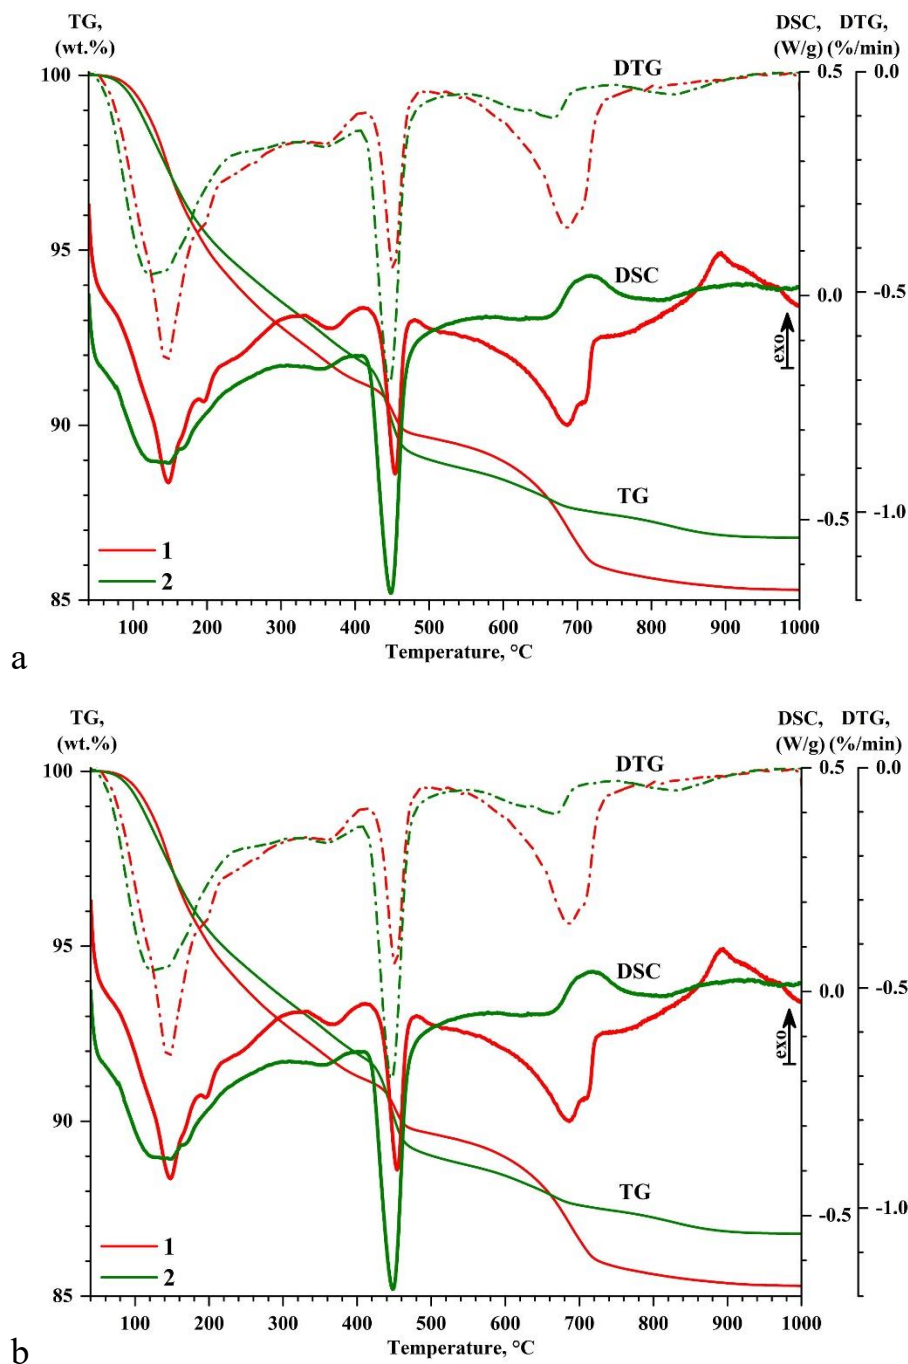 TG,
(wt.%)
DSC, DTG,
(W/g) (%/min)
100
95
90
85
0.5
0.0
-0.5
0.0
-0.5
-1.0
DTG
DSC
exo
TG
1
2
100 200 300 400 500 600 700 800 900 1000
Temperature, °C
a
TG,
(wt.%)
DSC, DTG,
(W/g) (%/min)
100
95
90
85
0.5
0.0
-0.5
0.0
-0.5
-1.0
DTG
DSC
exo
TG
1
2
100 200 300 400 500 600 700 800 900 1000
Temperature, °C
b